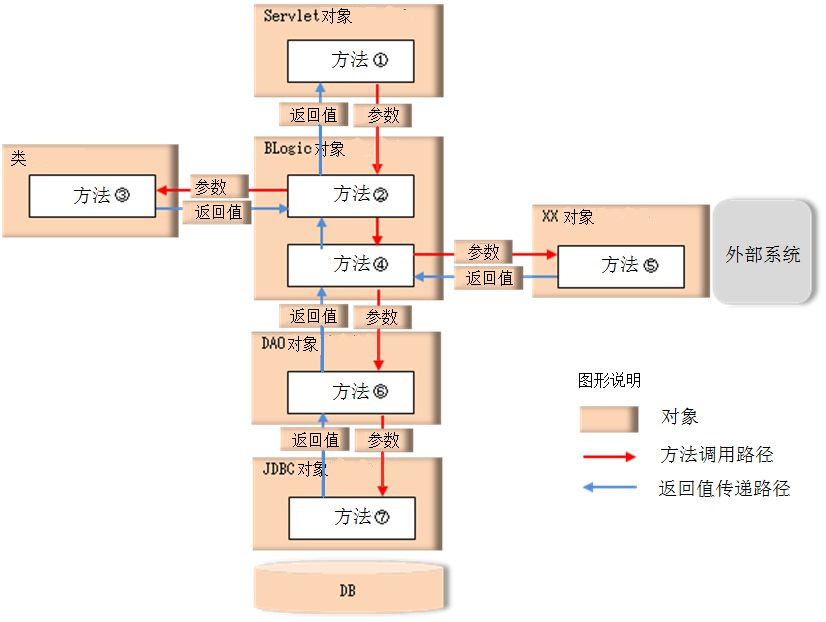 Servlet对象
方法①
返回值
参数
BLogic对象
类
方法③
参数
返回值
方法②
方法④
XX 对象
方法⑤
参数
返回值
外部系统
返回值
参数
DAO对象
方法⑥
返回值
参数
JDBC对象
方法⑦
DB
图形说明
对象
方法调用路径
返回值传递路径